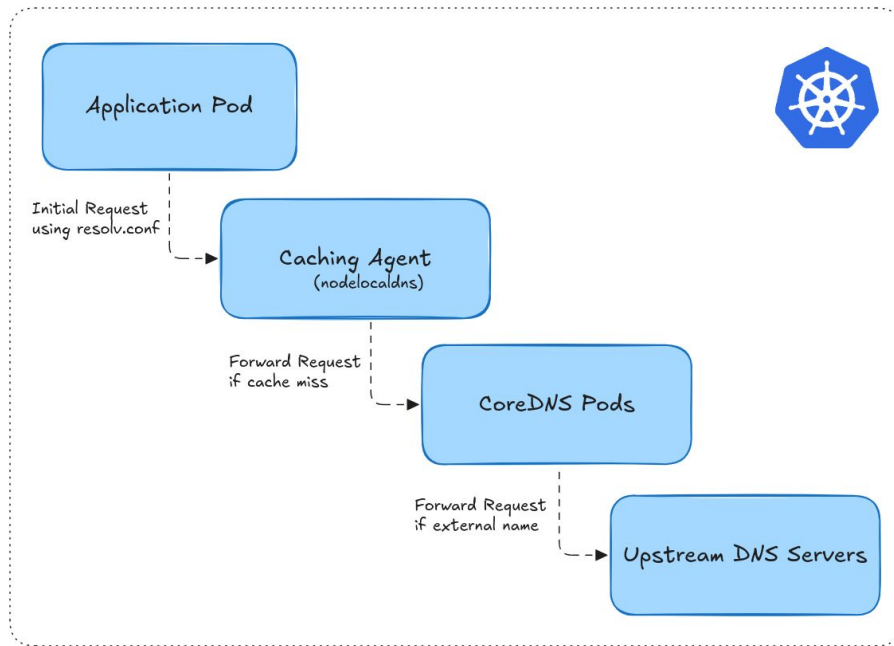 Application Pod
Initial Request
using resolv.conf
Caching Agent
(nodelocaldns)
Forward Request
if cache miss
CoreDNS Pods
Forward Request
if external name
Upstream DNS Servers